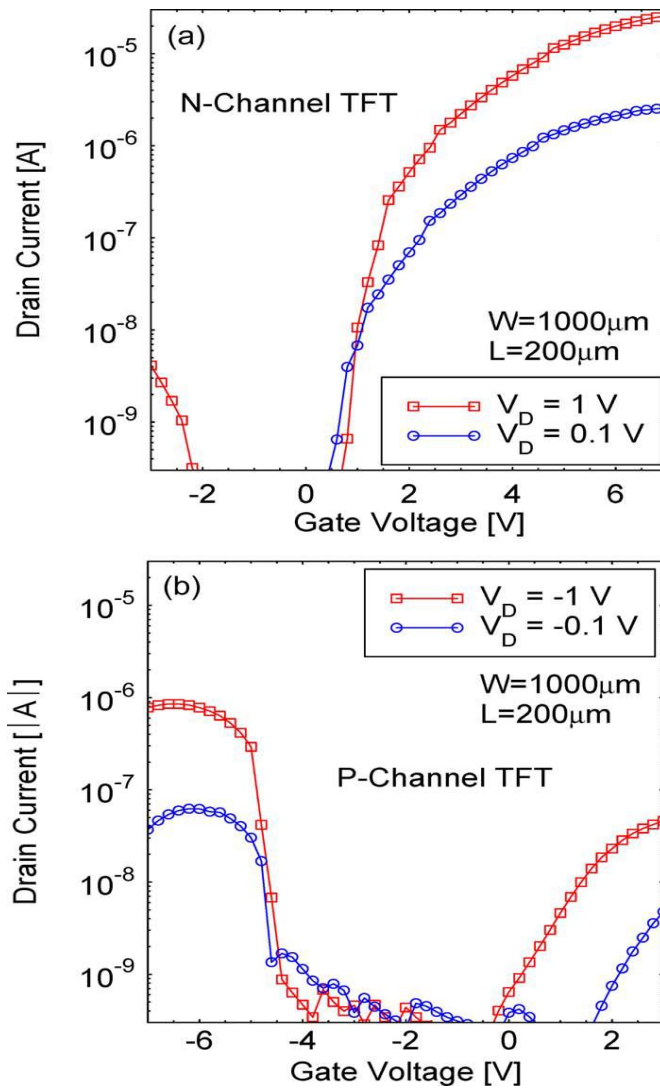 (a)
N-Channel TFT
Drain Current [A]
10⁻⁵
10⁻⁶
10⁻⁷
10⁻⁸
10⁻⁹
W=1000μm
L=200μm
V_D = 1 V
V_D = 0.1 V
-2 0 2 4 6
Gate Voltage [V]
(b)
V_D = -1 V
V_D = -0.1 V
W=1000μm
L=200μm
P-Channel TFT
Drain Current [|A|]
10⁻⁵
10⁻⁶
10⁻⁷
10⁻⁸
10⁻⁹
-6 -4 -2 0 2
Gate Voltage [V]